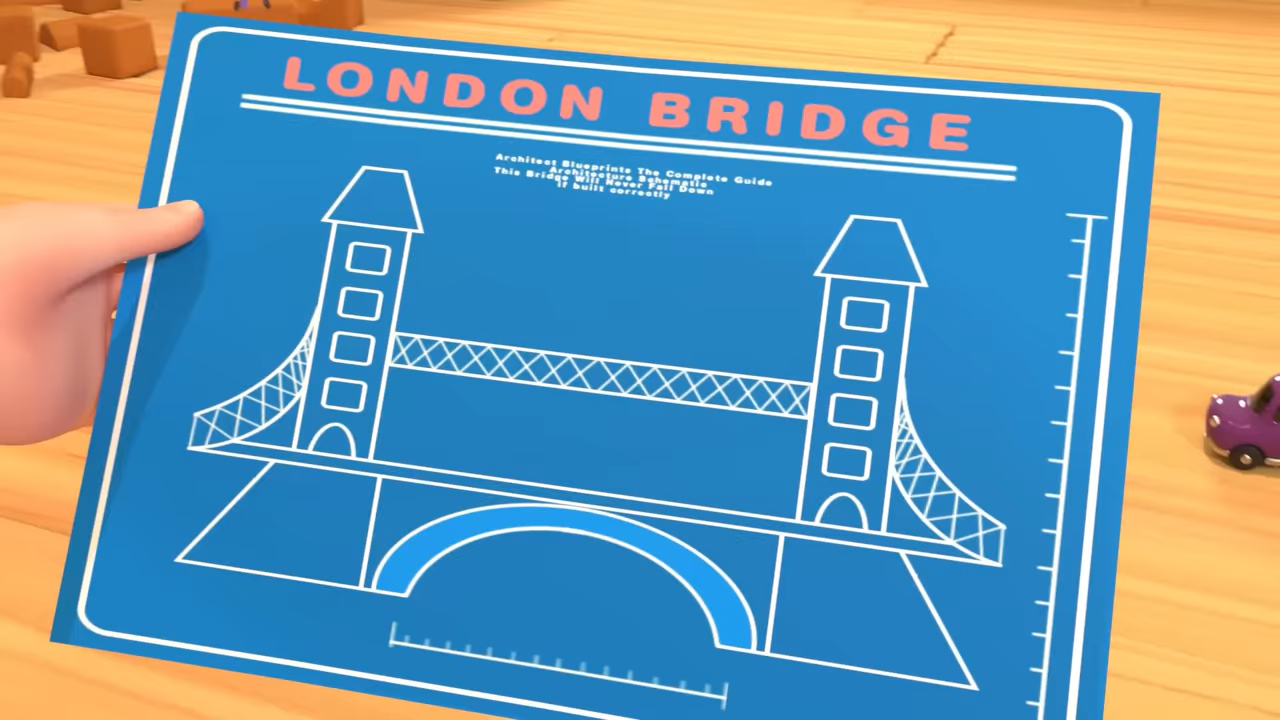 LONDON BRIDGE
Architect Blueprints The Complete Guide
Architecture Schematic
This Bridge Will Never Fall Down
If built correctly